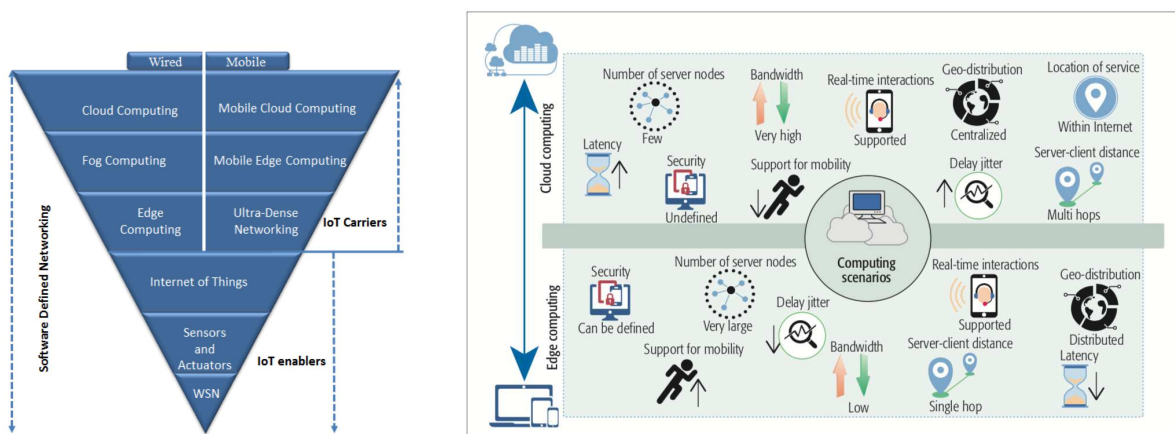 Wired
Mobile
Cloud Computing
Mobile Cloud Computing
Fog Computing
Mobile Edge Computing
Edge
Computing
Ultra-Dense
Networking
IoT Carriers
Internet of Things
Sensors
and
Actuators
IoT enablers
WSN
Software Defined Networking
Cloud computing
Number of server nodes
Few
Bandwidth
Very high
Real-time interactions
Supported
Geo-distribution
Centralized
Location of service
Within Internet
Latency
Security
Undefined
Support for mobility
Delay jitter
Server-client distance
Multi hops
Computing
scenarios
Edge computing
Security
Can be defined
Number of server nodes
Very large
Delay jitter
Real-time interactions
Supported
Geo-distribution
Distributed
Support for mobility
Bandwidth
Low
Server-client distance
Single hop
Latency